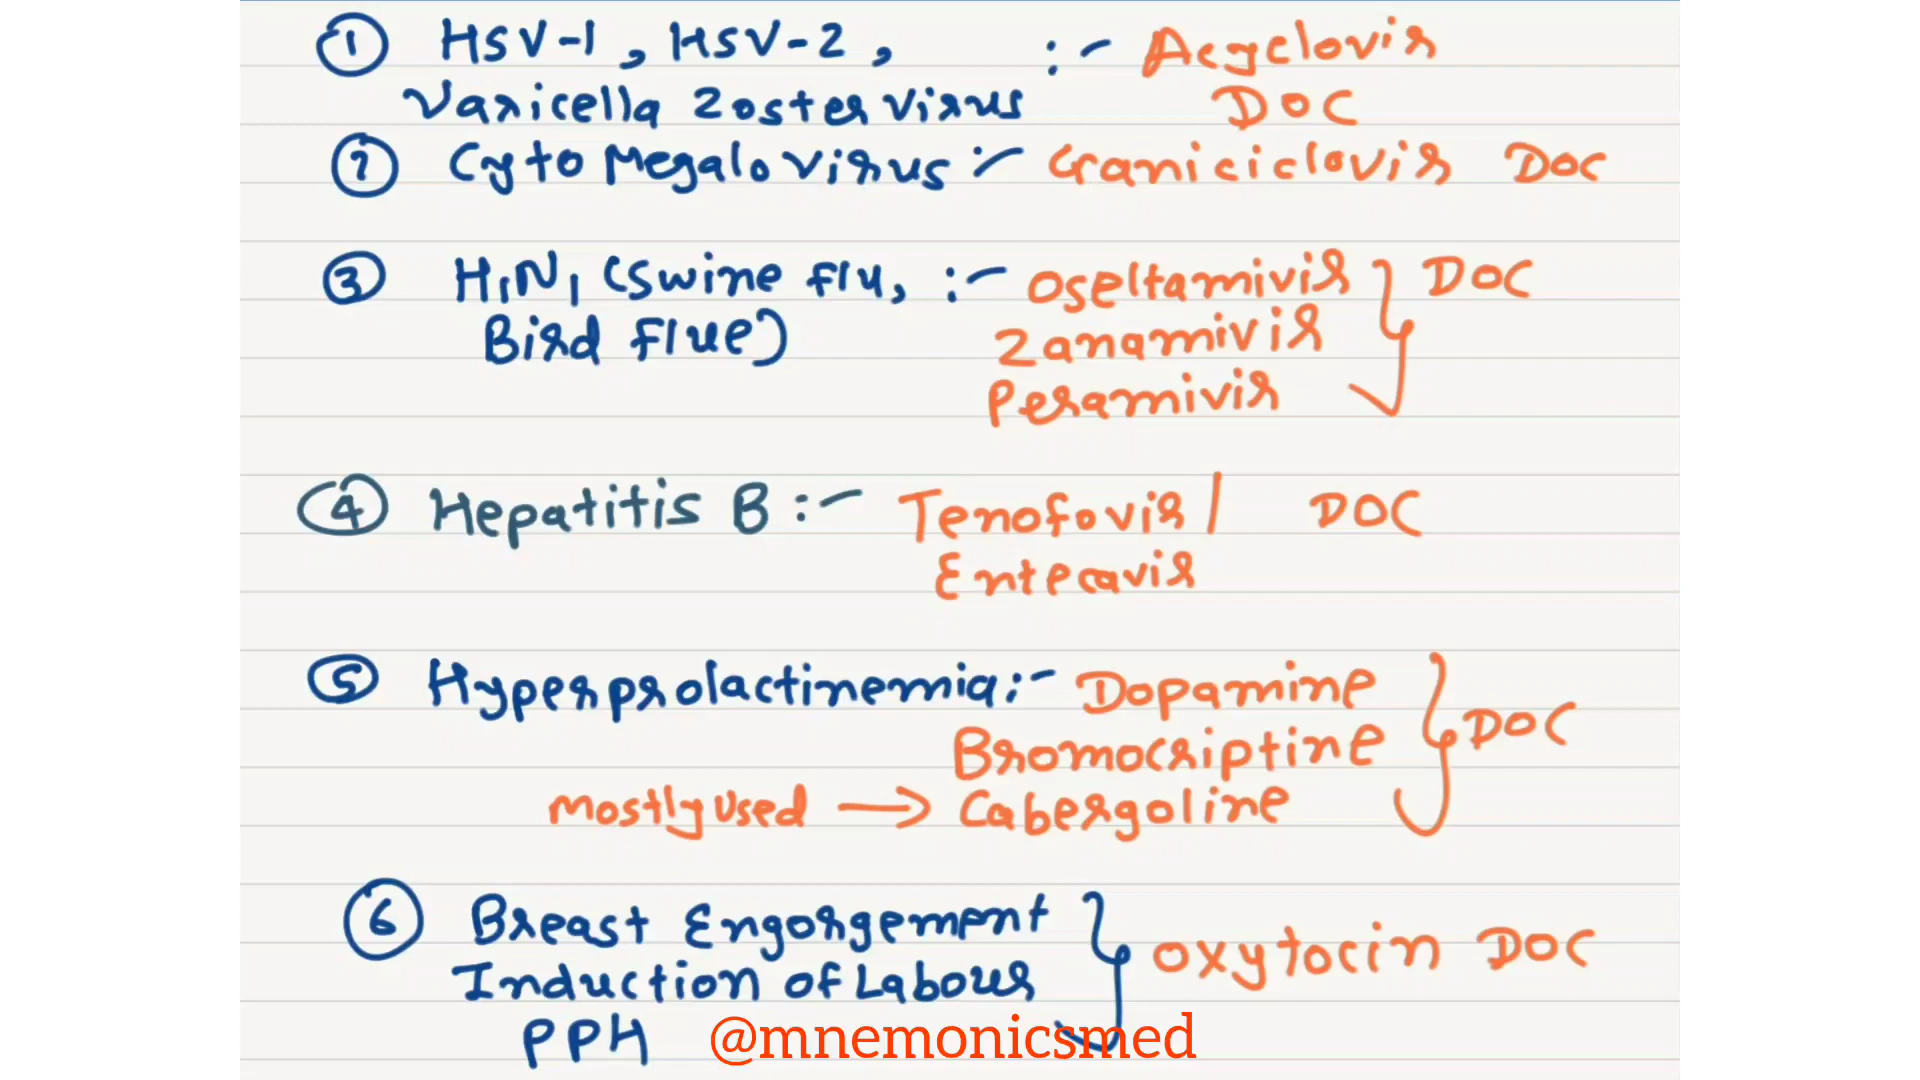 1 HSV-1, HSV-2, :- Acyclovir
Varicella Zoster Virus DOC
2 Cyto Megalo Virus :- Graniciclovir DOC
3 H1N1 (Swine flu, :- Oseltamivir DOC
Bird flue) Zanamivir
Peramivir
4 Hepatitis B :- Tenofovir / DOC
Entecavir
5 Hyperprolactinemia :- Dopamine
Bromocriptine DOC
mostly used → Cabergoline
6 Breast Engorgement
Induction of Labour oxytocin DOC
PPH @mnemonicsmed